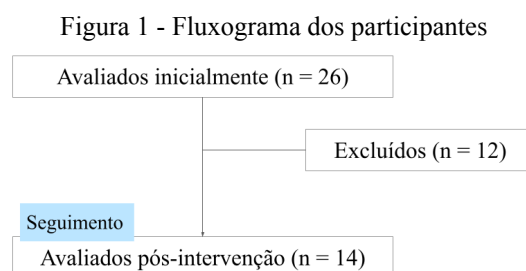 Figura 1 - Fluxograma dos participantes
Avaliados inicialmente (n = 26)
Excluídos (n = 12)
Seguimento
Avaliados pós-intervenção (n = 14)